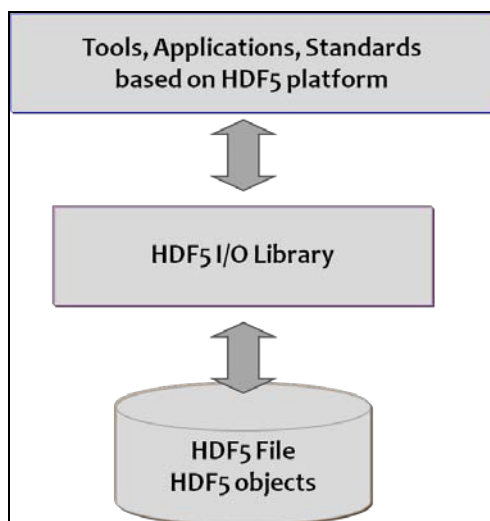 Tools, Applications, Standards
based on HDF5 platform
HDF5 I/O Library
HDF5 File
HDF5 objects